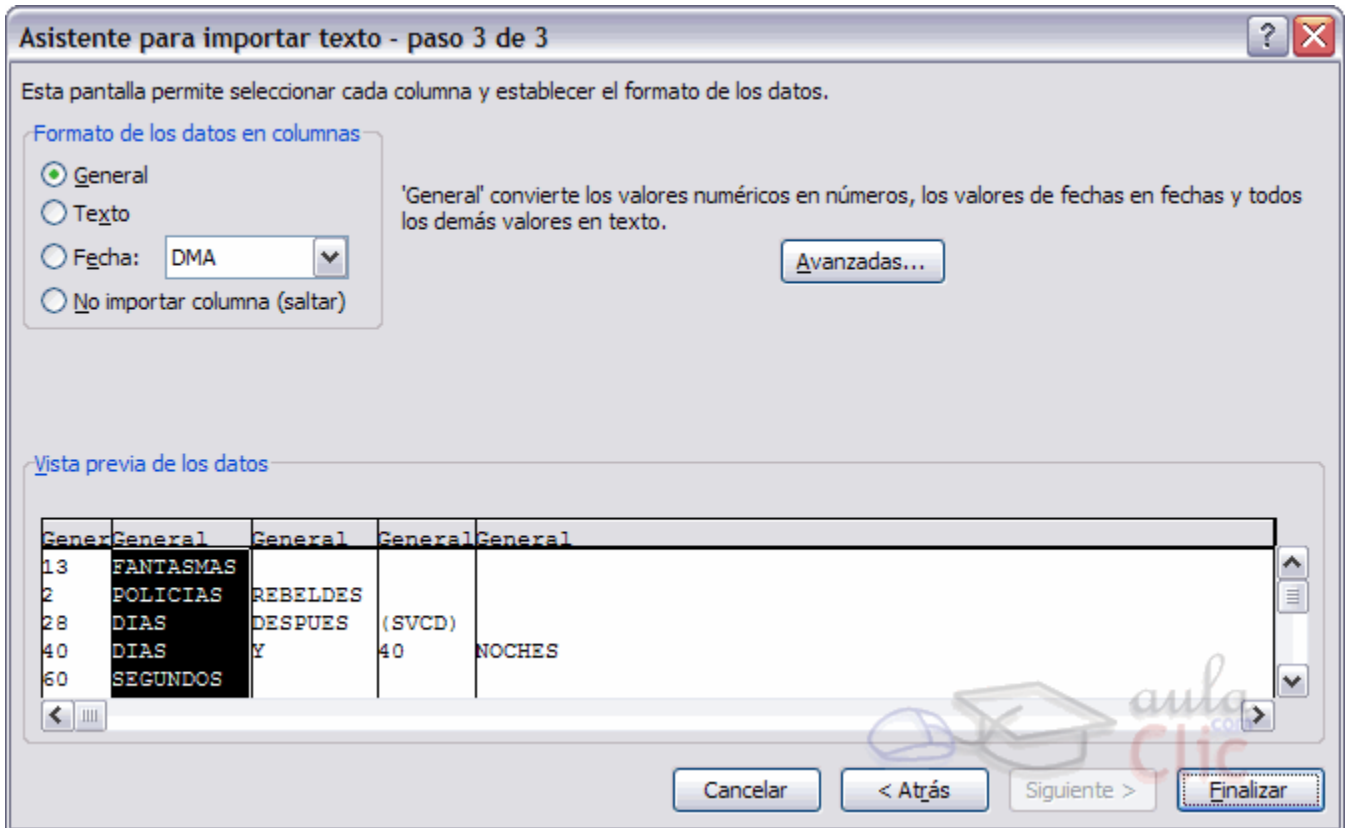 Asistente para importar texto - paso 3 de 3
Esta pantalla permite seleccionar cada columna y establecer el formato de los datos.
Formato de los datos en columnas
General
Texto
Fecha: DMA
No importar columna (saltar)
'General' convierte los valores numéricos en números, los valores de fechas en fechas y todos
los demás valores en texto.
Avanzadas...
Vista previa de los datos
Gener General General General General
13 FANTASMAS
2 POLICIAS REBELDES
28 DIAS DESPUES (SVCD)
40 DIAS Y 40 NOCHES
60 SEGUNDOS
aula
.com
Clic
Cancelar < Atrás Siguiente > Finalizar